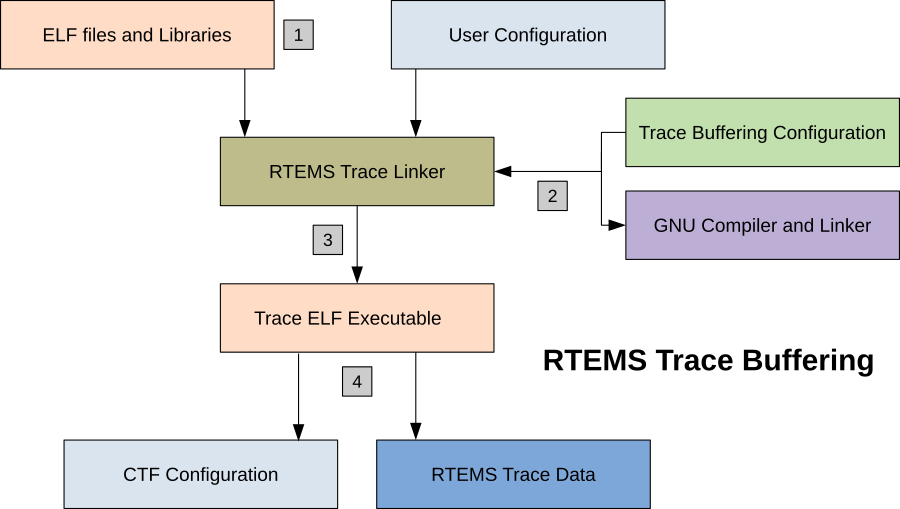 ELF files and Libraries
1
User Configuration
Trace Buffering Configuration
RTEMS Trace Linker
2
GNU Compiler and Linker
3
Trace ELF Executable
RTEMS Trace Buffering
4
CTF Configuration
RTEMS Trace Data